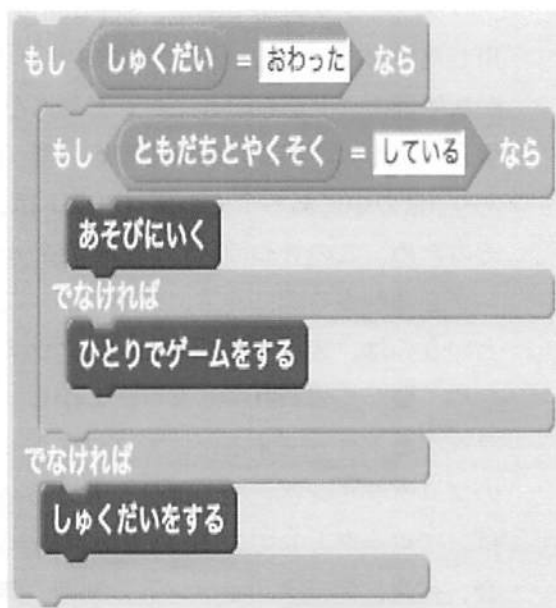 もし しゅくだい = おわった なら
もし ともだちとやくそく = している なら
あそびにいく
でなければ
ひとりでゲームをする
でなければ
しゅくだいをする